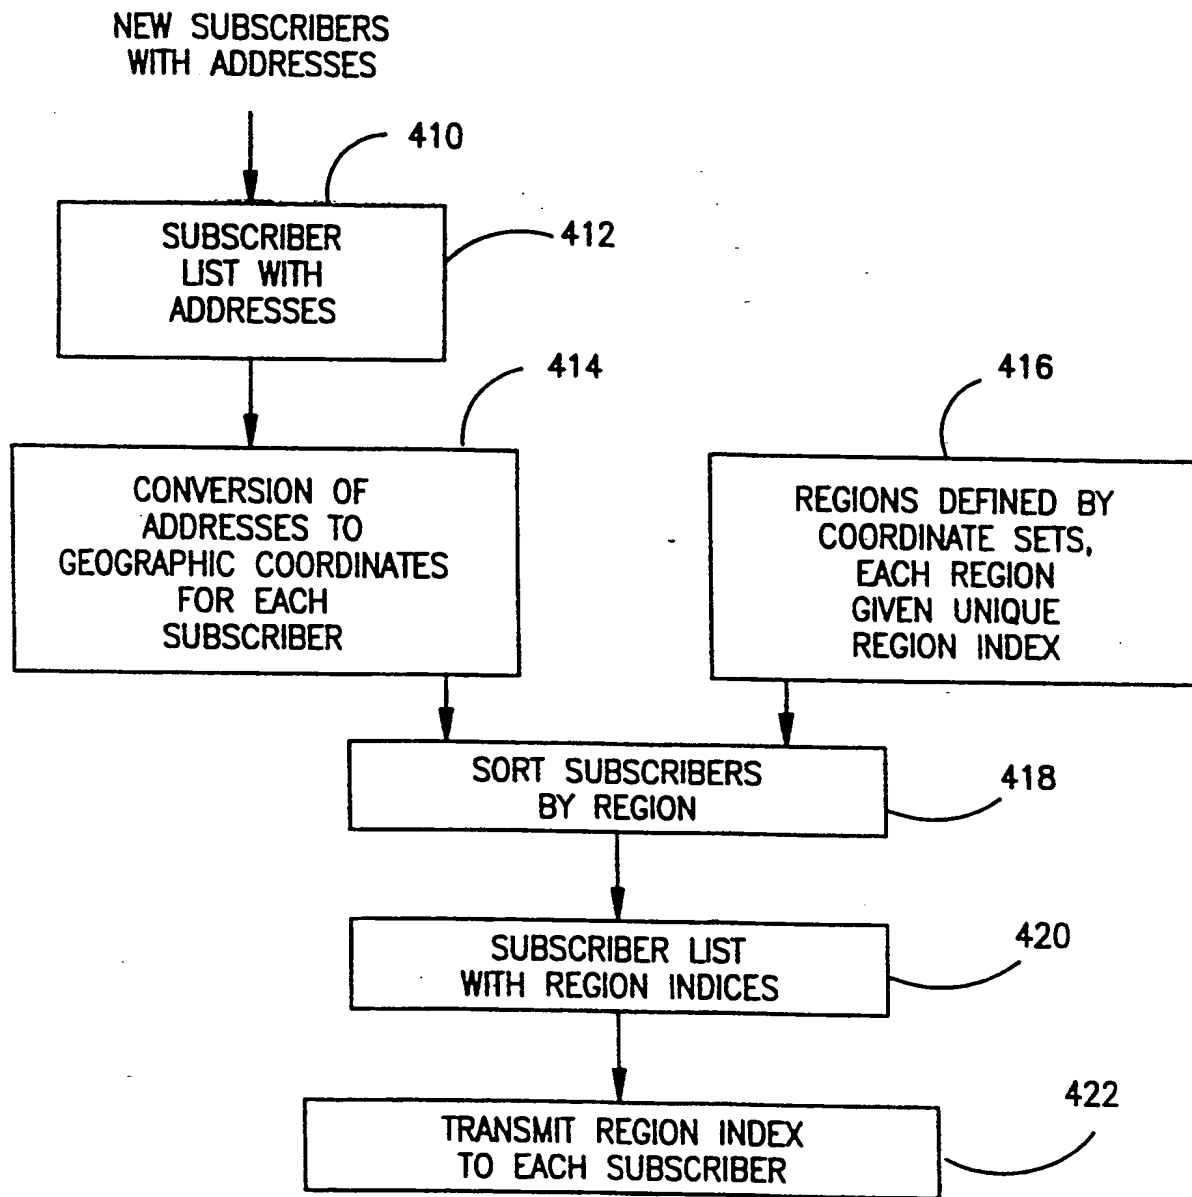 NEW SUBSCRIBERS
WITH ADDRESSES
410
SUBSCRIBER
LIST WITH
ADDRESSES
412
414
CONVERSION OF
ADDRESSES TO
GEOGRAPHIC COORDINATES
FOR EACH
SUBSCRIBER
416
REGIONS DEFINED BY
COORDINATE SETS,
EACH REGION
GIVEN UNIQUE
REGION INDEX
SORT SUBSCRIBERS
BY REGION
418
SUBSCRIBER LIST
WITH REGION INDICES
420
TRANSMIT REGION INDEX
TO EACH SUBSCRIBER
422